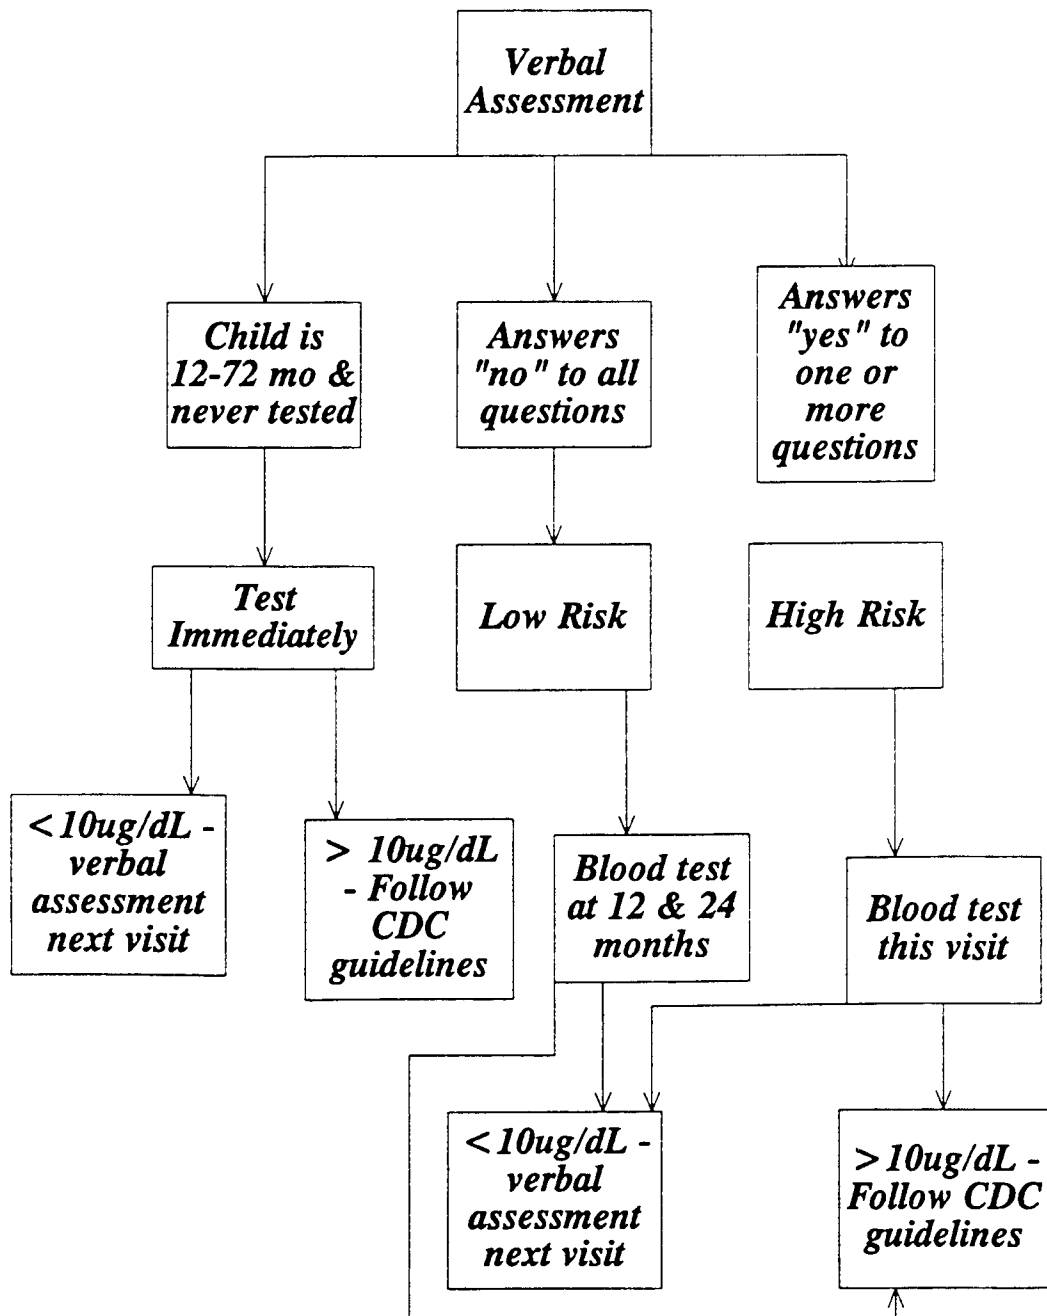 Verbal
Assessment
Child is
12-72 mo &
never tested
Answers
"no" to all
questions
Answers
"yes" to
one or
more
questions
Test
Immediately
Low Risk
High Risk
<10ug/dL -
verbal
assessment
next visit
> 10ug/dL
- Follow
CDC
guidelines
Blood test
at 12 & 24
months
Blood test
this visit
<10ug/dL -
verbal
assessment
next visit
>10ug/dL -
Follow CDC
guidelines